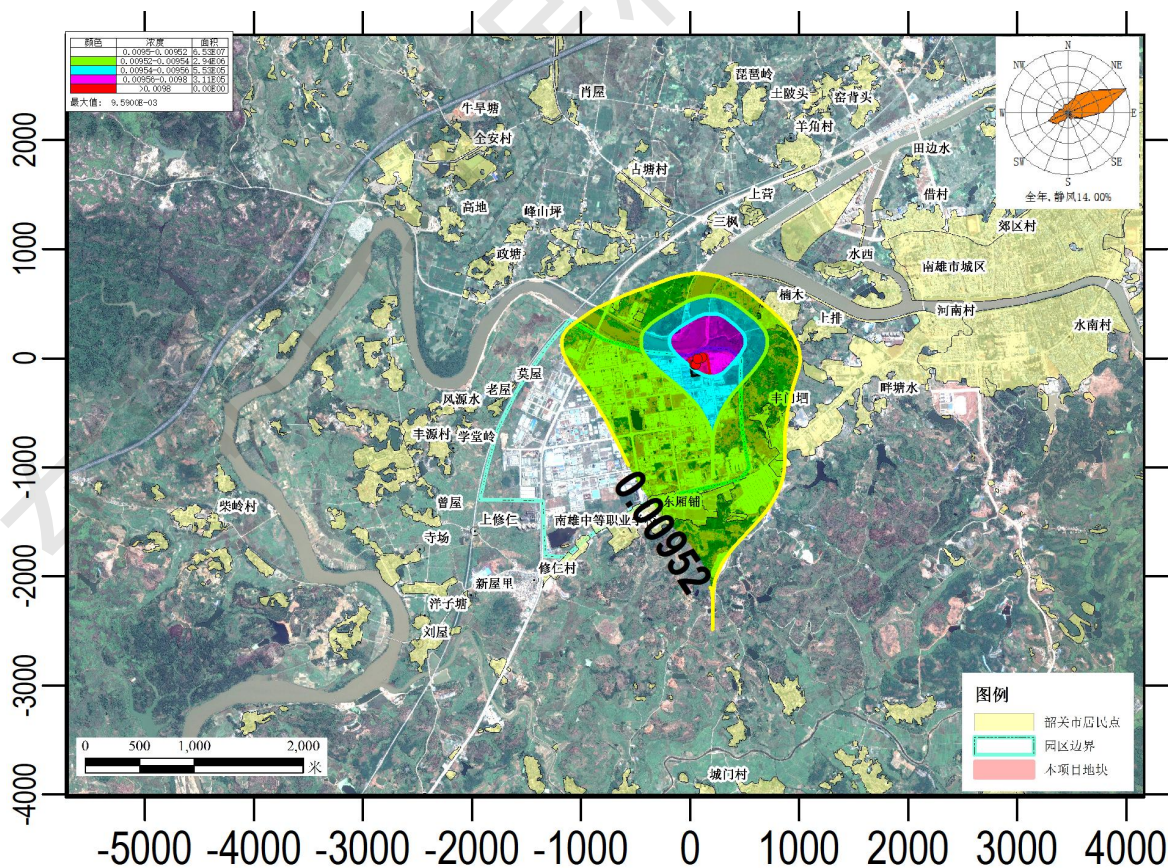 颜色 浓度 面积
0.0095-0.00952 6.53E07
0.00952-0.00954 2.94E06
0.00954-0.00956 5.53E05
0.00956-0.0098 3.11E05
>0.0098 0.00E00
最大值: 9.5900E-03
N
NW NE
W E
SW SE
S
全年,静风14.00%
肖屋
琵琶岭
土陂头
窑背头
牛早塘
羊角村
全安村
田边水
古塘村
上营
借村
高地
峰山坪
三枫
郊区村
政塘
水西
南雄市城区
楠木
河南村
上排
水南村
莫屋
老屋
畔塘水
风源水
丰门坳
丰源村
学堂岭
曾屋
东厢铺
柴岭村
上修仁
南雄中等职业学
寺场
修仁村
新屋里
洋子塘
刘屋
城门村
0.00952
2000
1000
0
-1000
-2000
-3000
-4000
-5000 -4000 -3000 -2000 -1000 0 1000 2000 3000 4000
0 500 1,000 2,000
米
图例
韶关市居民点
园区边界
本项目地块